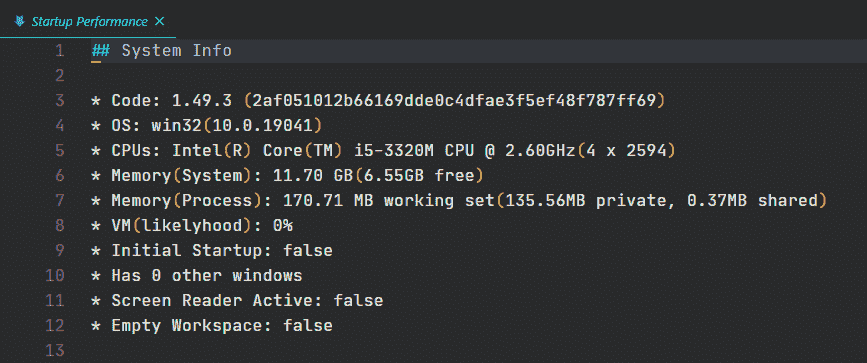 Startup Performance ×
1 ## System Info
2
3 * Code: 1.49.3 (2af051012b66169dde0c4dfae3f5ef48f787ff69)
4 * OS: win32(10.0.19041)
5 * CPUs: Intel(R) Core(TM) i5-3320M CPU @ 2.60GHz(4 x 2594)
6 * Memory(System): 11.70 GB(6.55GB free)
7 * Memory(Process): 170.71 MB working set(135.56MB private, 0.37MB shared)
8 * VM(likelyhood): 0%
9 * Initial Startup: false
10 * Has 0 other windows
11 * Screen Reader Active: false
12 * Empty Workspace: false
13